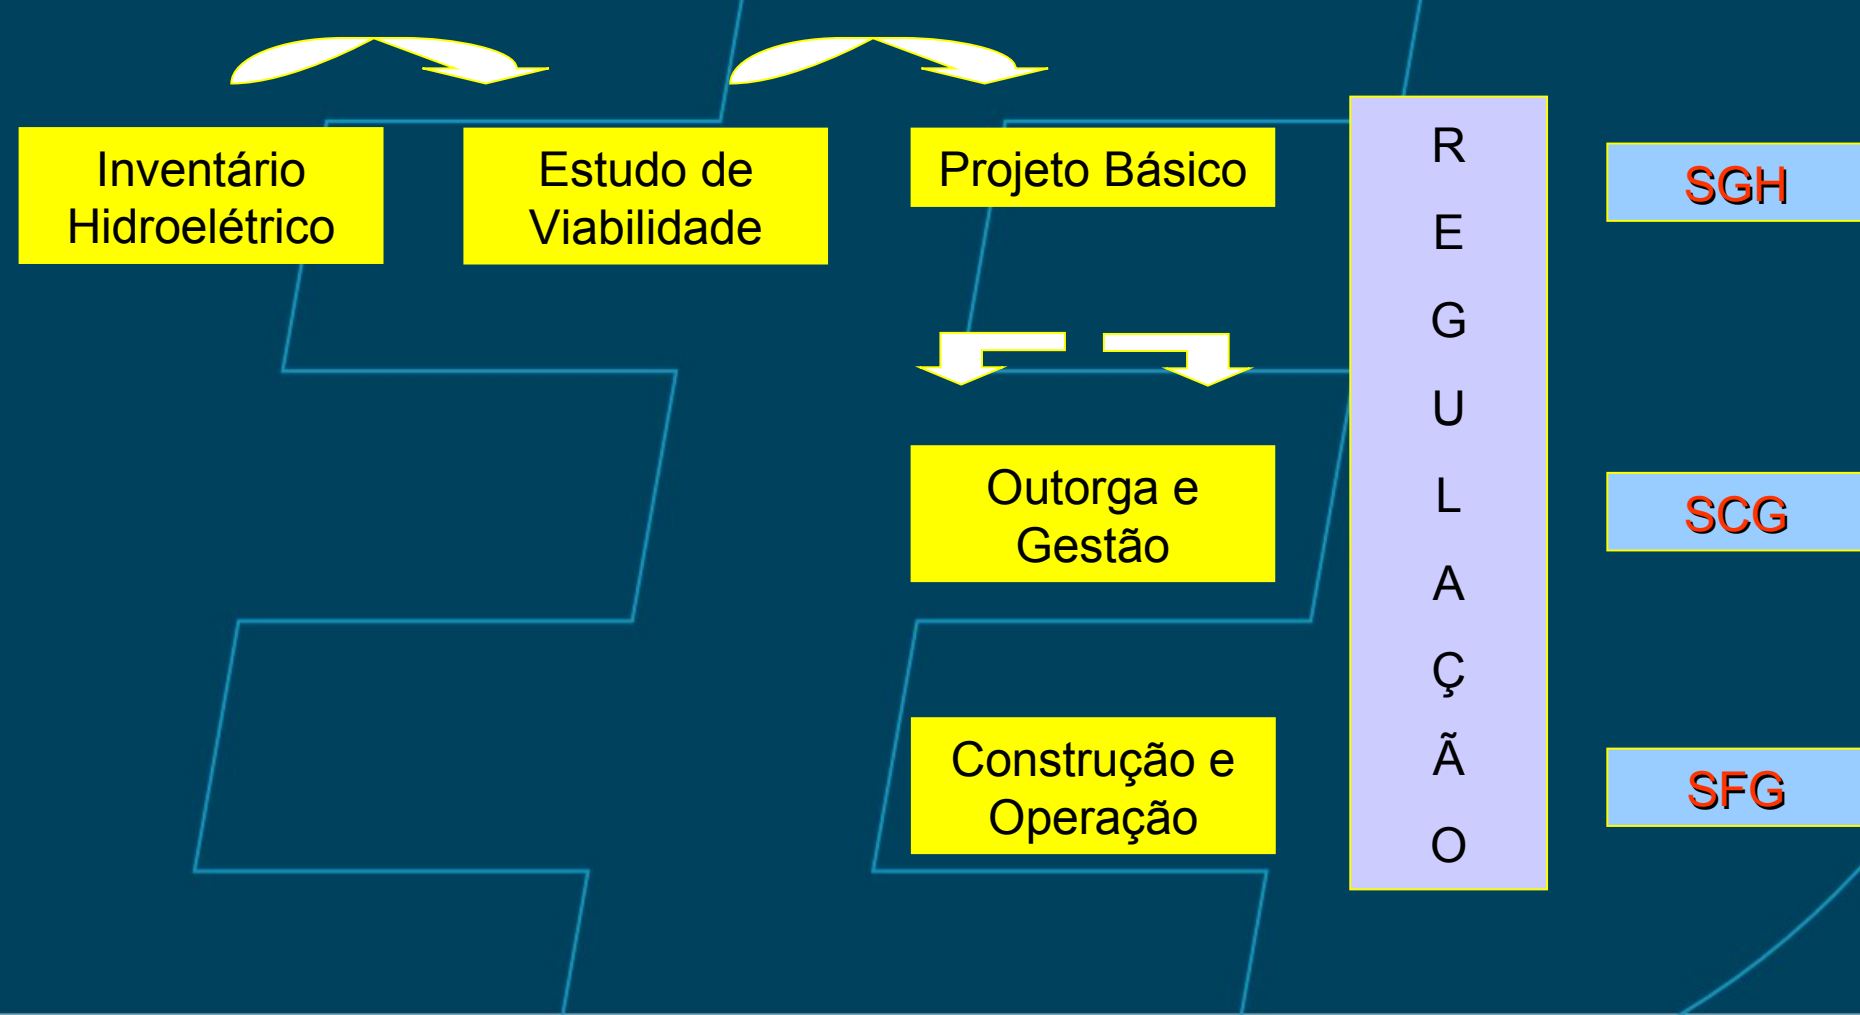 Inventário
Hidroelétrico
Estudo de
Viabilidade
Projeto Básico
Outorga e
Gestão
Construção e
Operação
R
E
G
U
L
A
Ç
Ã
O
SGH
SCG
SFG